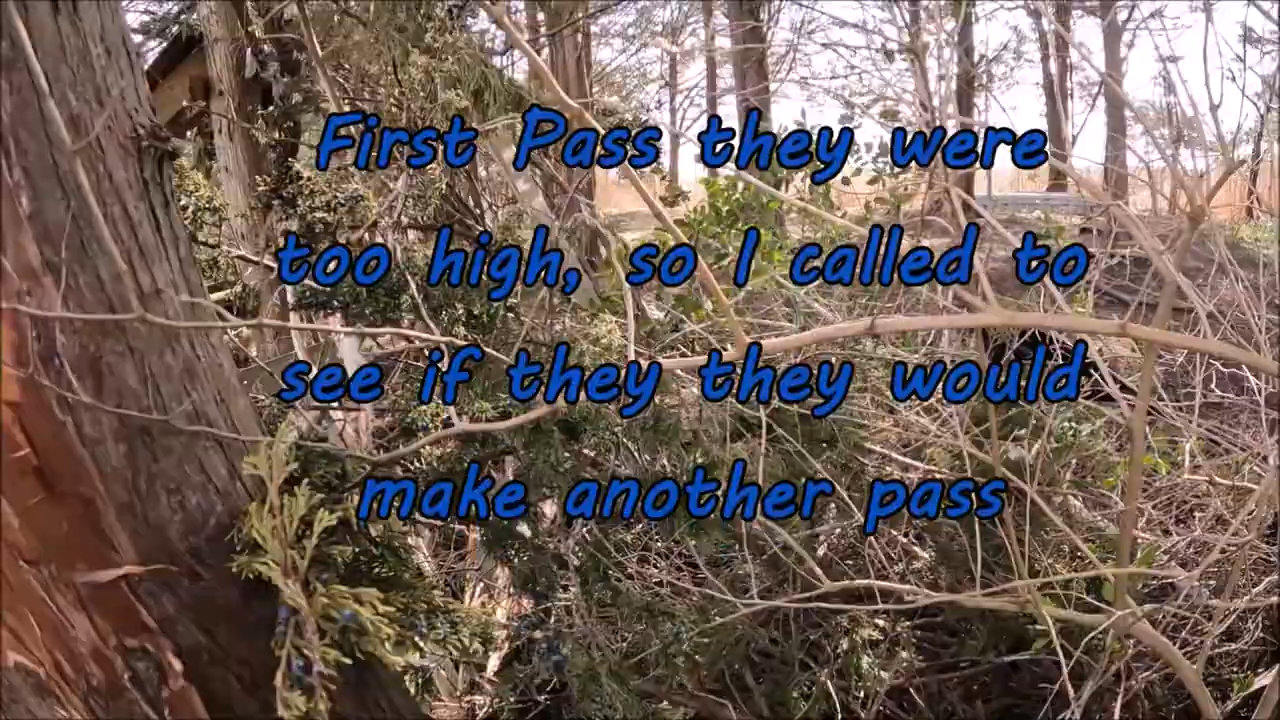 First Pass they were
too high, so I called to
see if they they would
make another pass